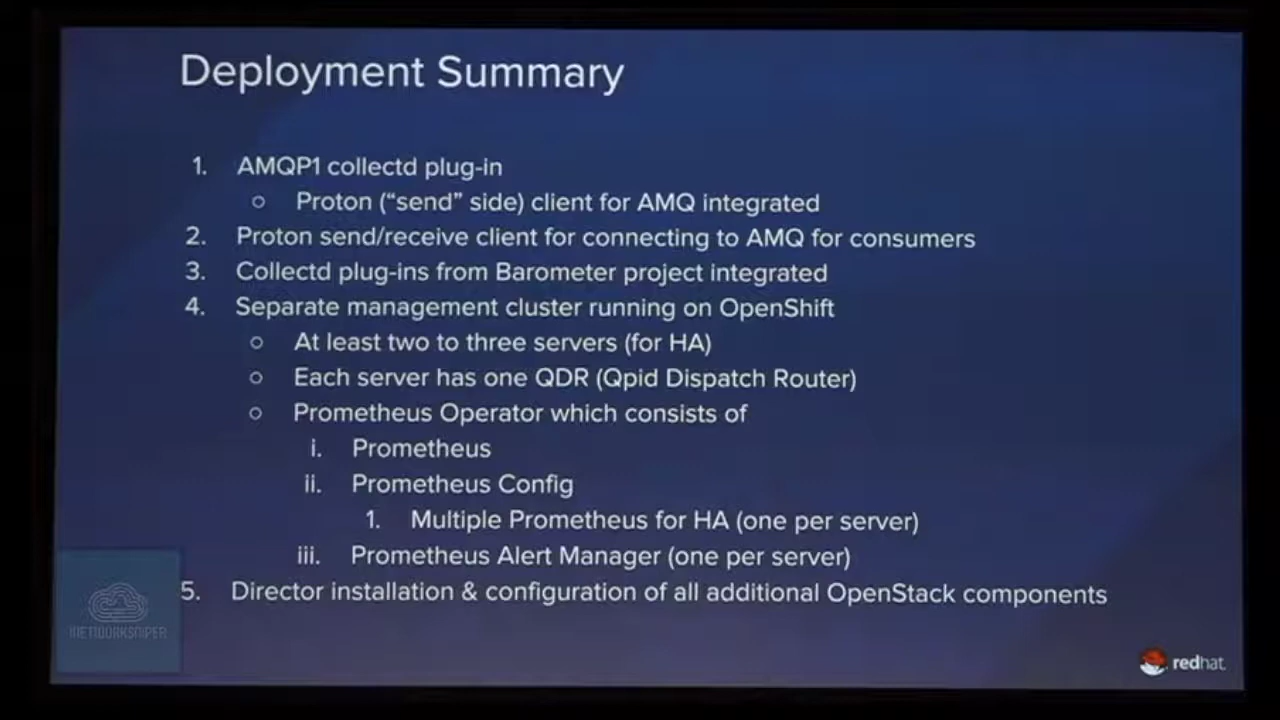 Deployment Summary
1. AMQP1 collectd plug-in
○ Proton (“send” side) client for AMQ integrated
2. Proton send/receive client for connecting to AMQ for consumers
3. Collectd plug-ins from Barometer project integrated
4. Separate management cluster running on OpenShift
○ At least two to three servers (for HA)
○ Each server has one QDR (Qpid Dispatch Router)
○ Prometheus Operator which consists of
i. Prometheus
ii. Prometheus Config
1. Multiple Prometheus for HA (one per server)
iii. Prometheus Alert Manager (one per server)
5. Director installation & configuration of all additional OpenStack components
NETWORKSNIPER
redhat.